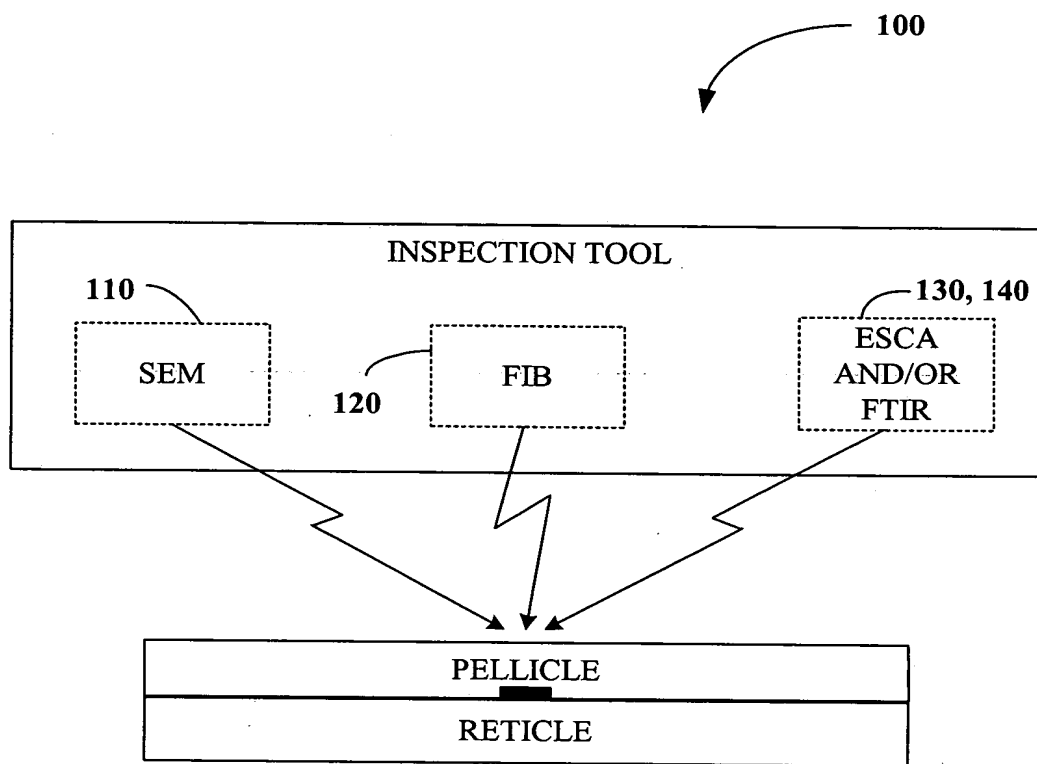 100
INSPECTION TOOL
110
130, 140
SEM
120
FIB
ESCA
AND/OR
FTIR
PELLICLE
RETICLE